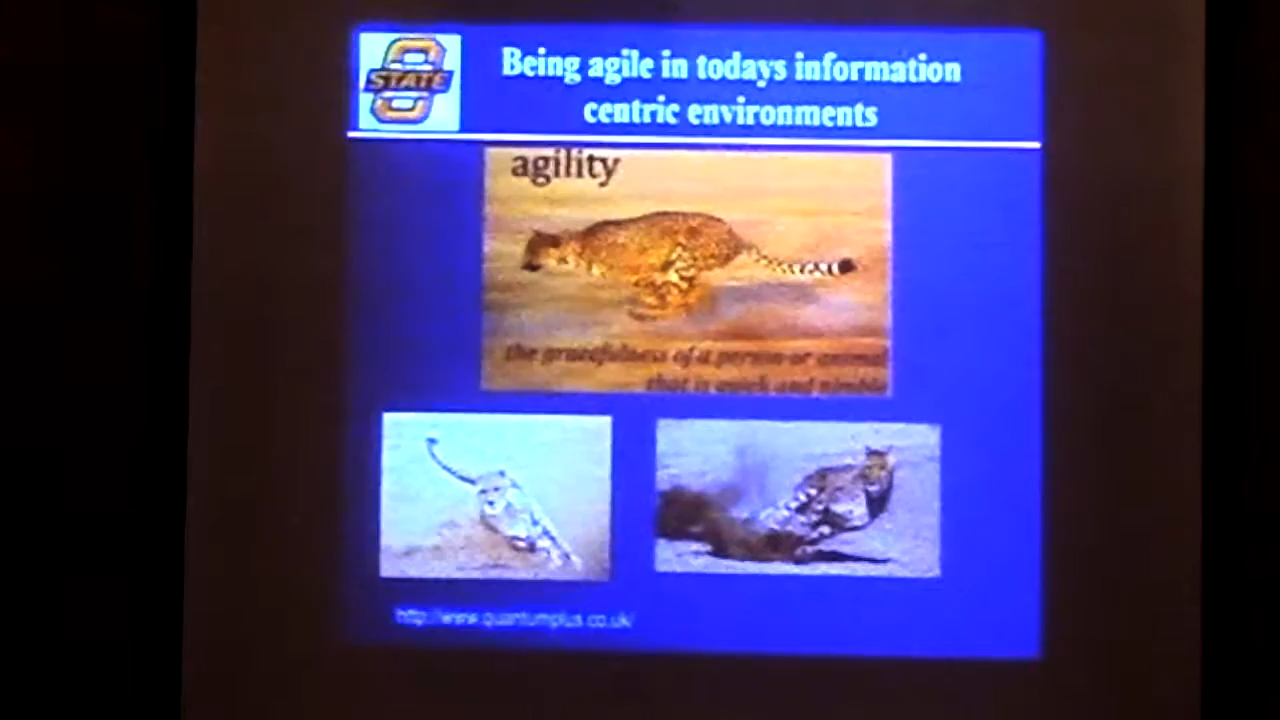 STATE
Being agile in todays information
centric environments
agility
the gracefulness of a person or animal
that is quick and nimble
http://www.quantumplus.co.uk/